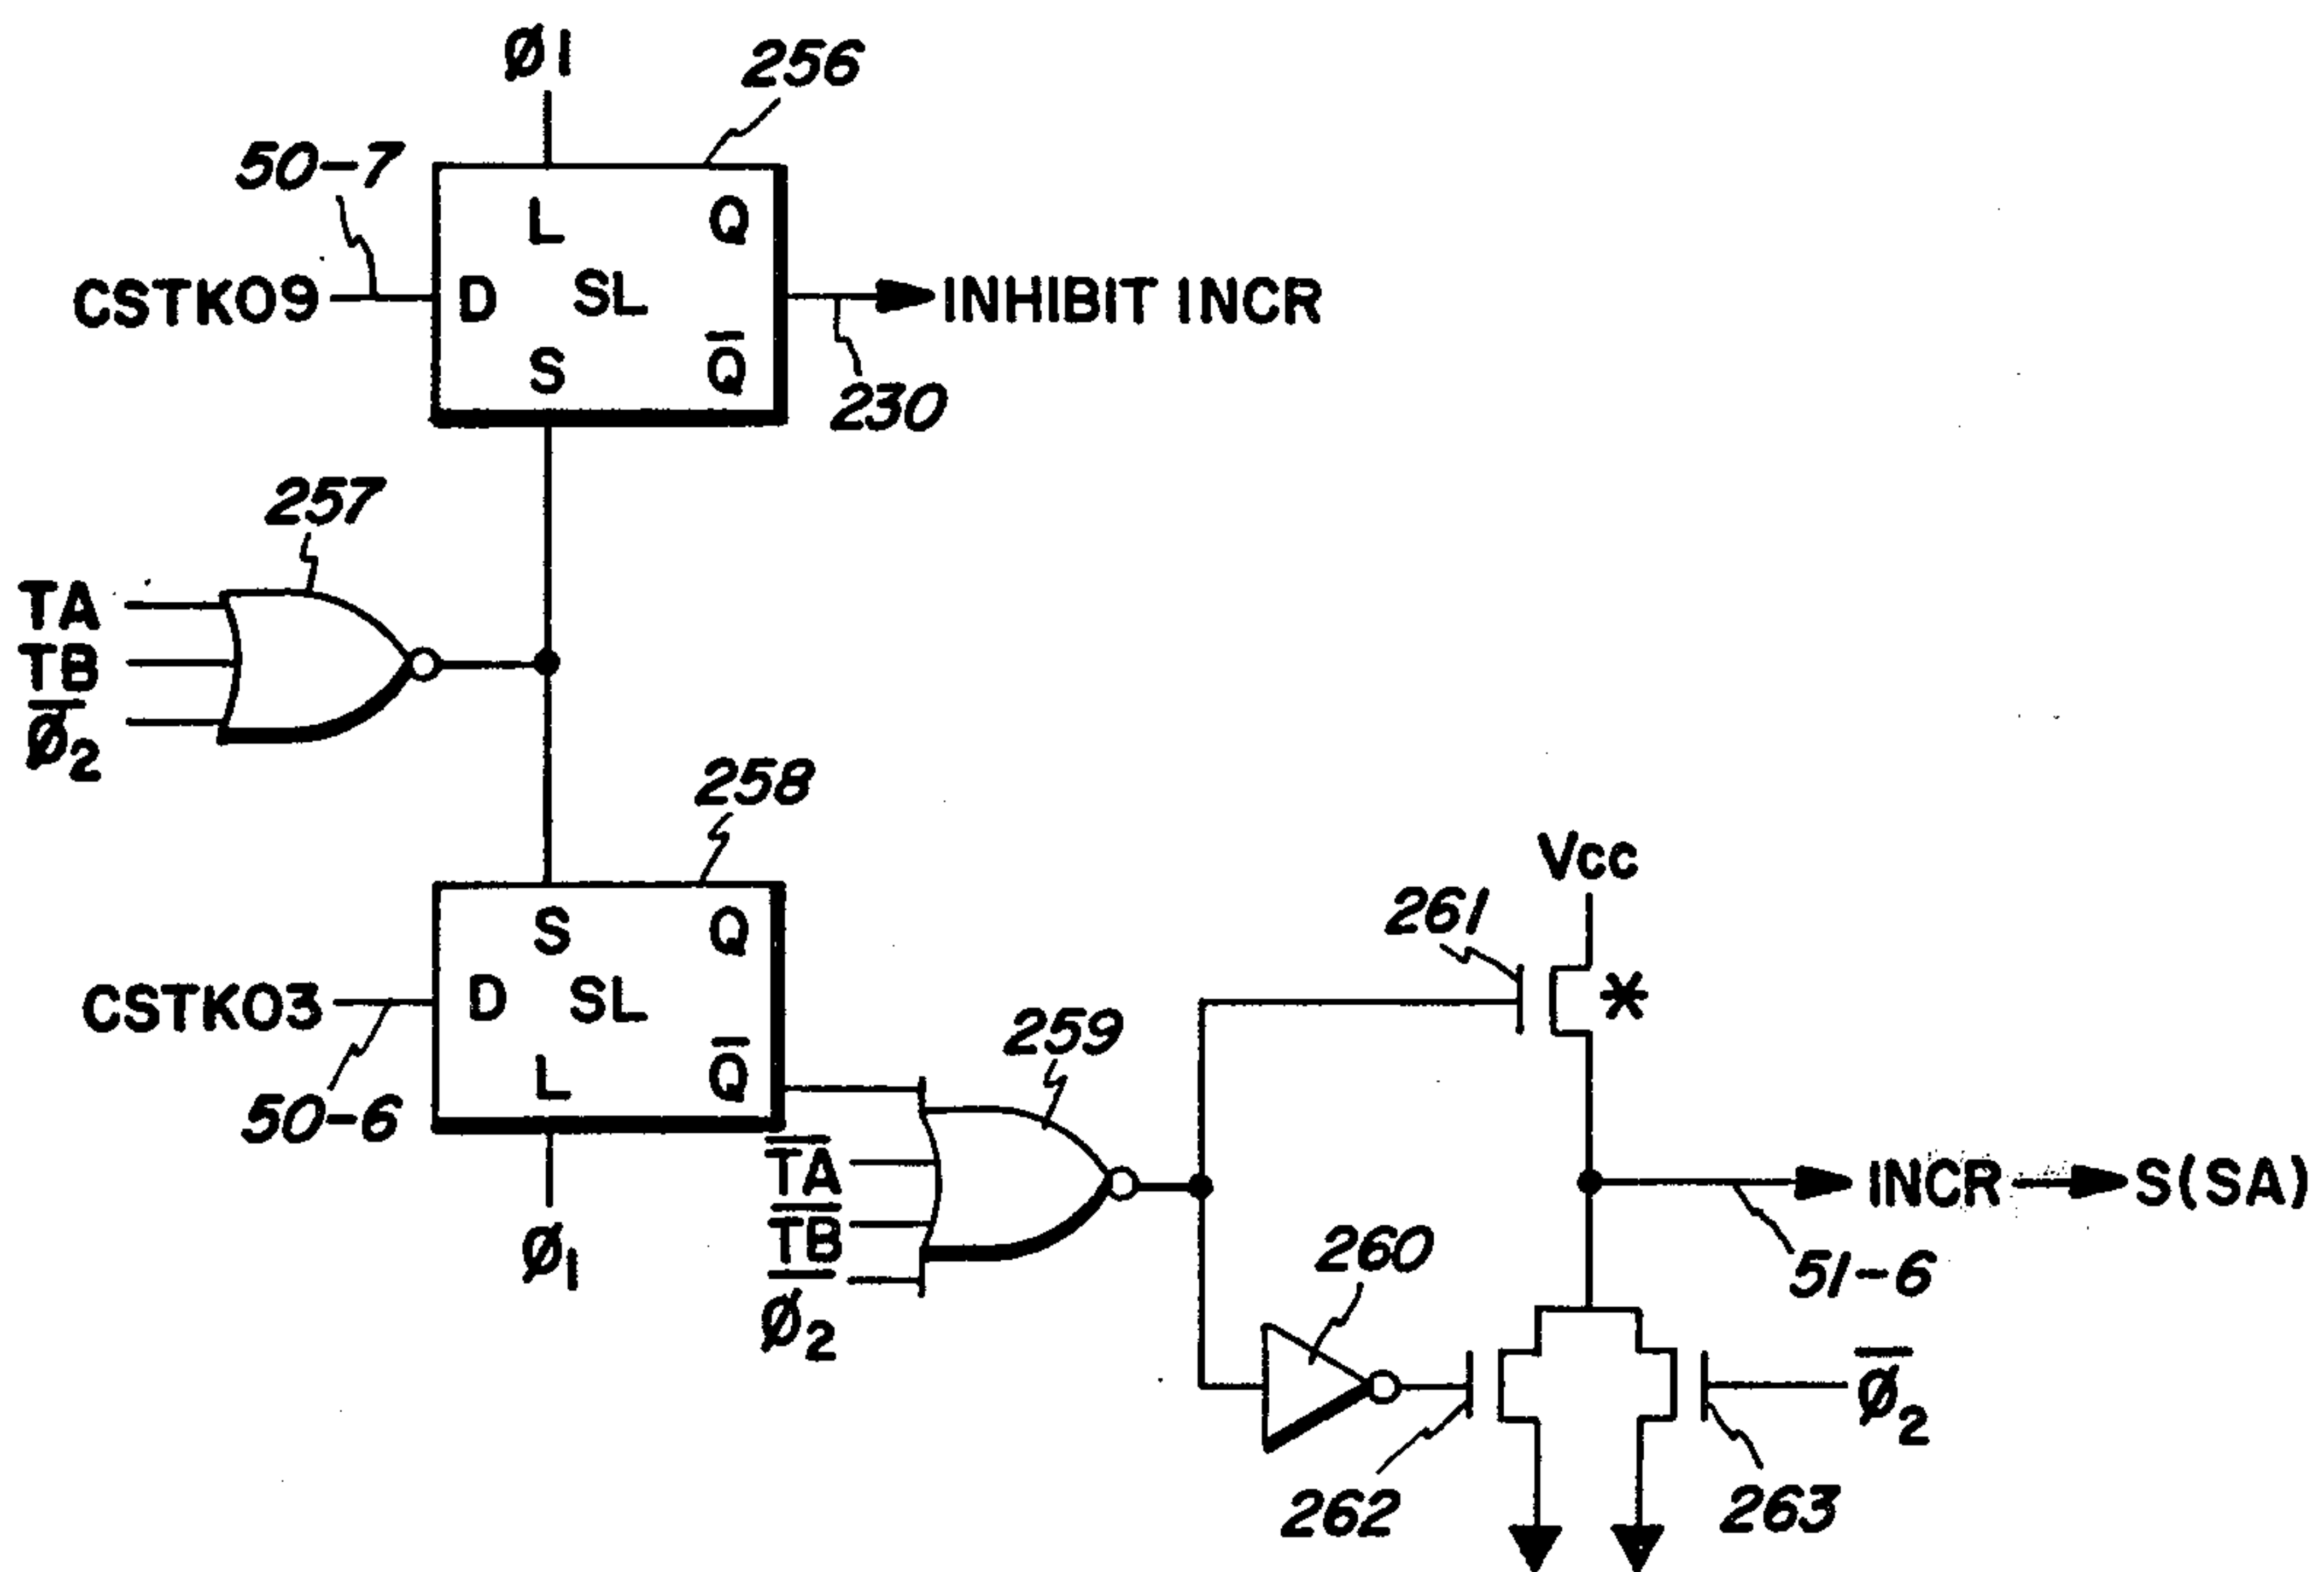 Ø1
256
50-7
L Q
CSTK09 D SL INHIBIT INCR
S Q̅
230
257
TA
TB
Ø̅2
258
S Q
CSTK03 D SL
L Q̅
50-6
Ø1
259
T̅A̅
T̅B̅
Ø̅2
Vcc
261
*
INCR S(SA)
51-6
260
Ø̅2
262
263